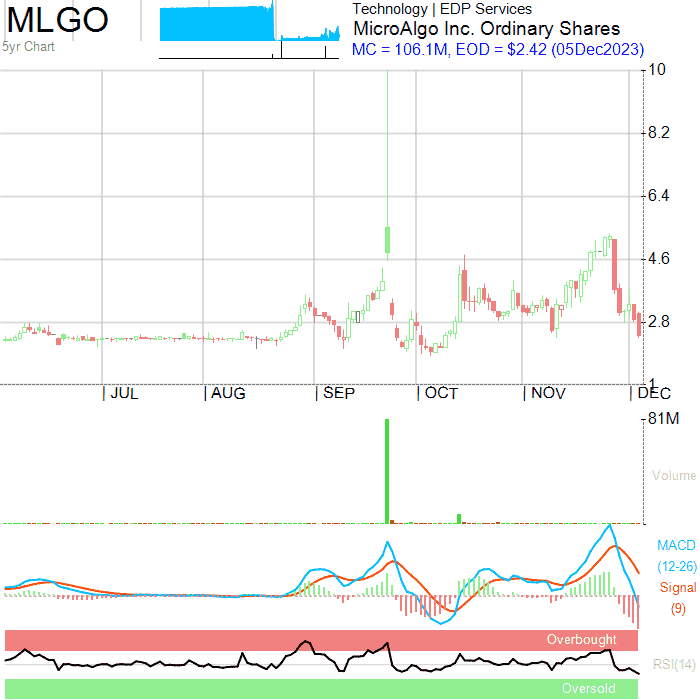 MLGO
5yr Chart
Technology | EDP Services
MicroAlgo Inc. Ordinary Shares
MC = 106.1M, EOD = $2.42 (05Dec2023)
10
8.2
6.4
4.6
2.8
1
| JUL | AUG | SEP | OCT | NOV | DEC
81M
Volume
MACD
(12-26)
Signal
(9)
Overbought
RSI(14)
Oversold